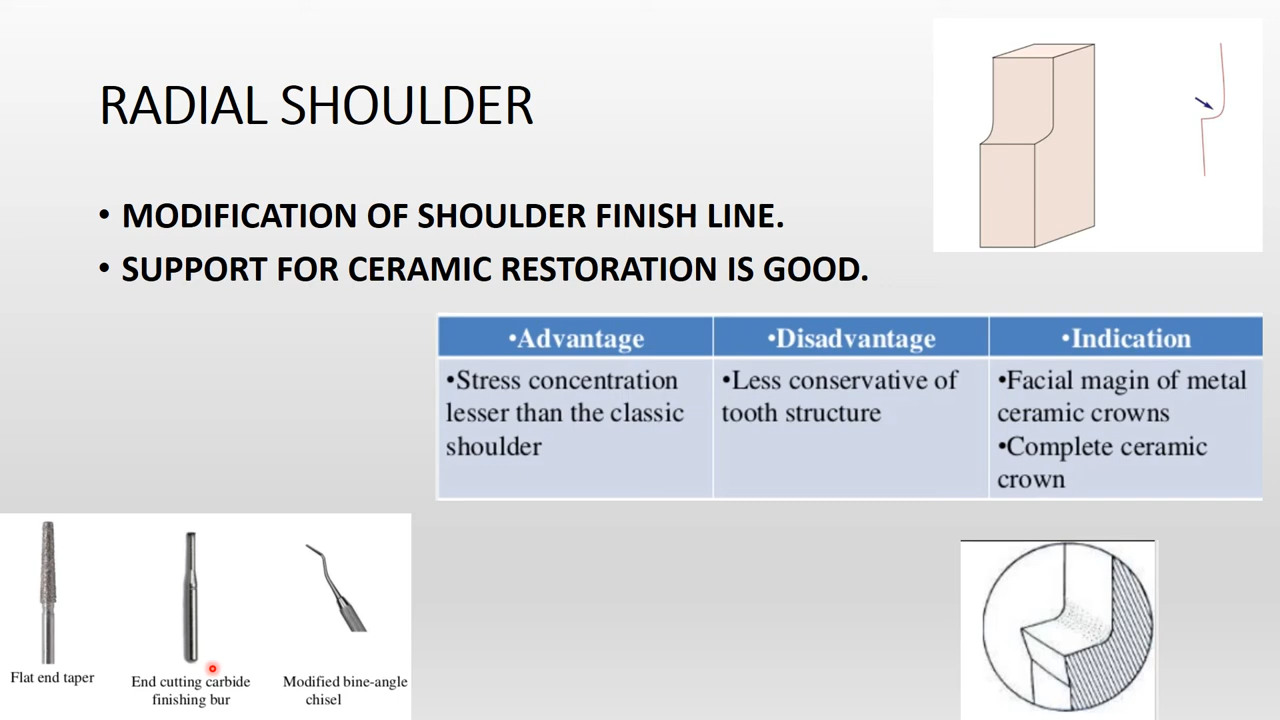 RADIAL SHOULDER
• MODIFICATION OF SHOULDER FINISH LINE.
• SUPPORT FOR CERAMIC RESTORATION IS GOOD.
•Advantage
•Disadvantage
•Indication
•Stress concentration
lesser than the classic
shoulder
•Less conservative of
tooth structure
•Facial magin of metal
ceramic crowns
•Complete ceramic
crown
Flat end taper
End cutting carbide
finishing bur
Modified bine-angle
chisel